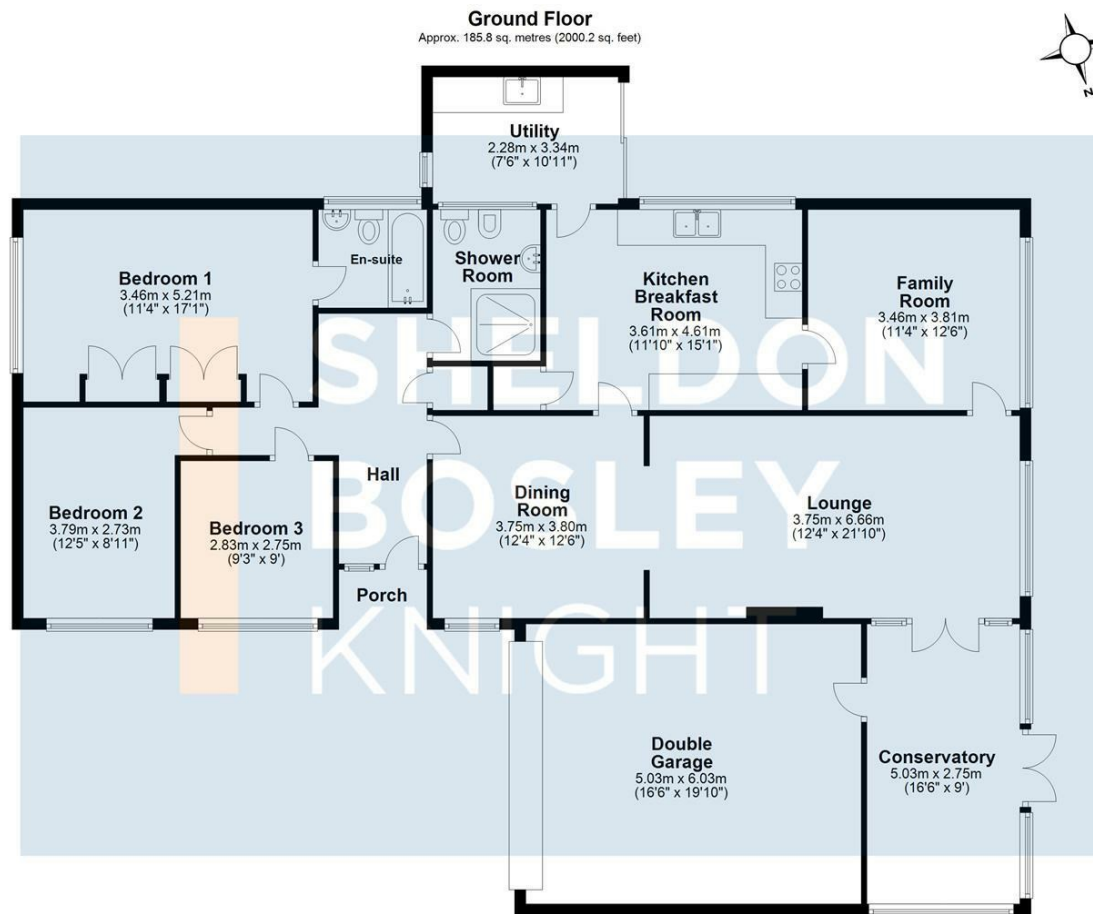 Ground Floor
Approx. 185.8 sq. metres (2000.2 sq. feet)
N
Utility
2.28m x 3.34m
(7'6" x 10'11")
Bedroom 1
3.46m x 5.21m
(11'4" x 17'1")
En-suite
Shower
Room
Kitchen
Breakfast
Room
3.61m x 4.61m
(11'10" x 15'1")
Family
Room
3.46m x 3.81m
(11'4" x 12'6")
SHELDON
BOSLEY
KNIGHT
Bedroom 2
3.79m x 2.73m
(12'5" x 8'11")
Bedroom 3
2.83m x 2.75m
(9'3" x 9')
Hall
Porch
Dining
Room
3.75m x 3.80m
(12'4" x 12'6")
Lounge
3.75m x 6.66m
(12'4" x 21'10")
Double
Garage
5.03m x 6.03m
(16'6" x 19'10")
Conservatory
5.03m x 2.75m
(16'6" x 9')